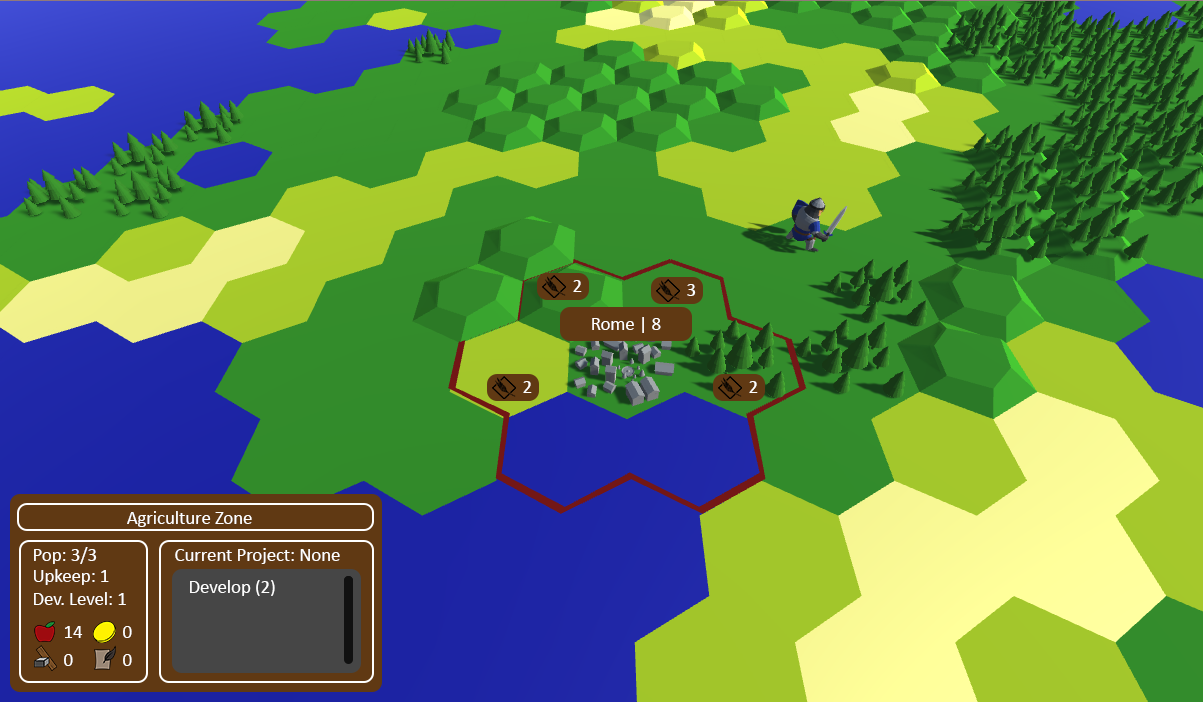 2
3
Rome | 8
2
2
Agriculture Zone
Pop: 3/3
Upkeep: 1
Dev. Level: 1
14 0
0 0
Current Project: None
Develop (2)